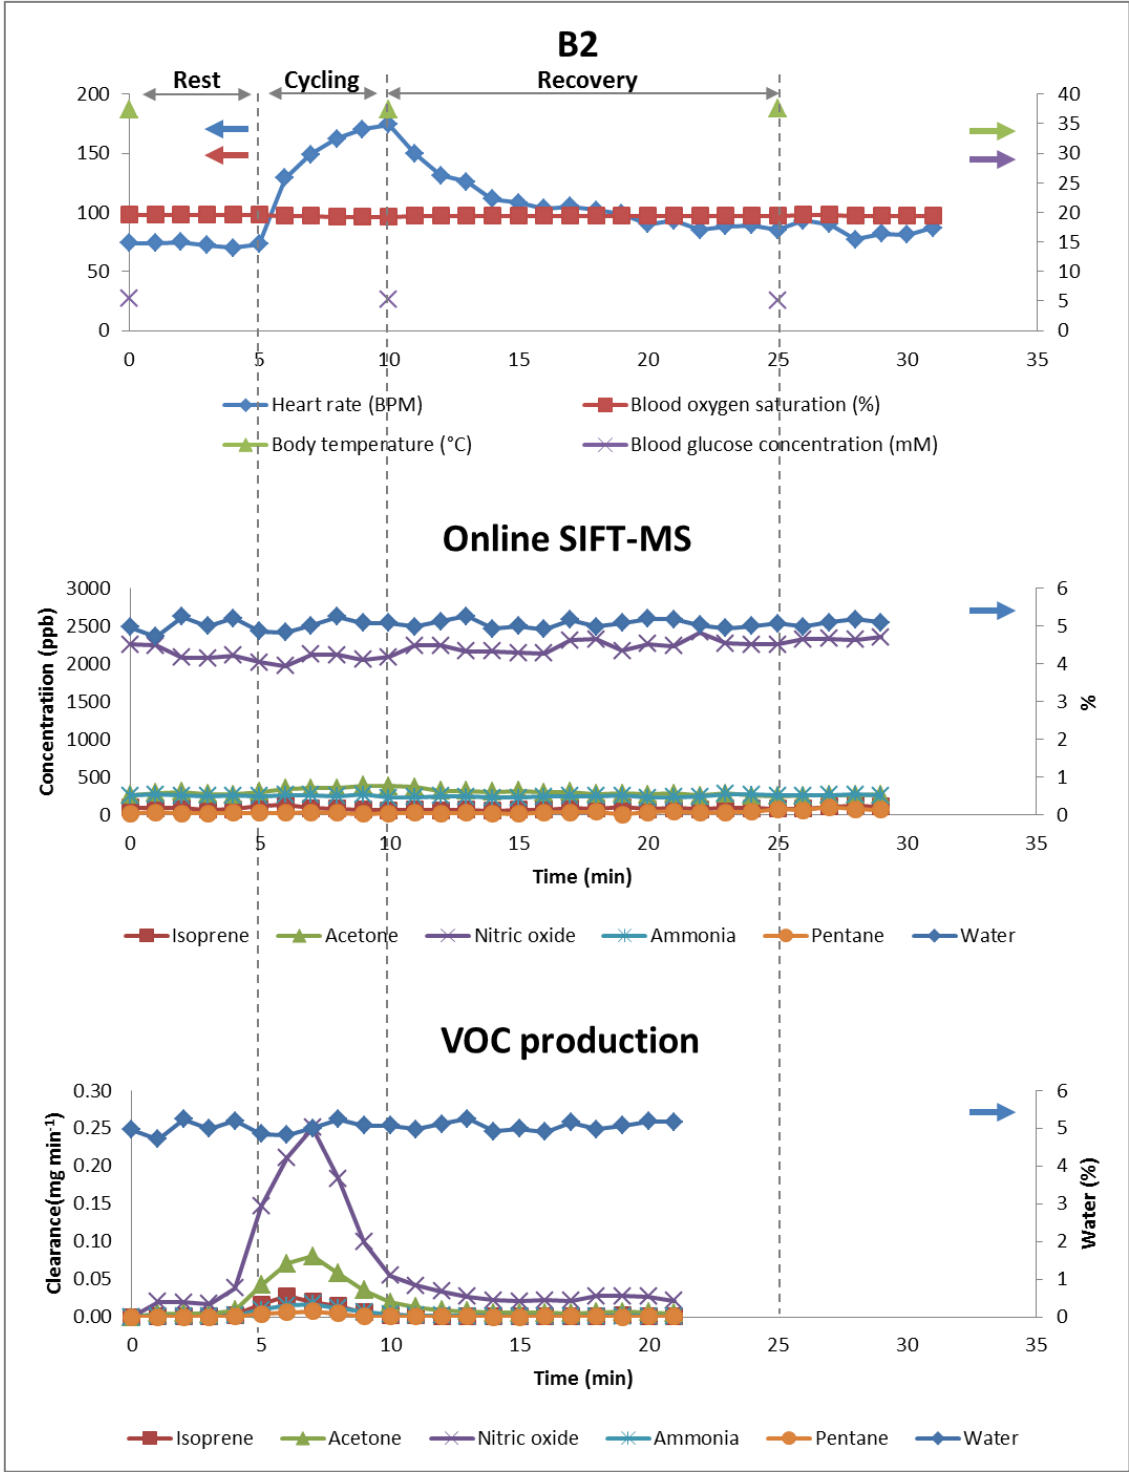 B2
Rest Cycling Recovery
200 40
35
150 30
25
100 20
15
50 10
5
0 0
0 5 10 15 20 25 30 35
Heart rate (BPM) Blood oxygen saturation (%)
Body temperature (°C) Blood glucose concentration (mM)
Online SIFT-MS
3000 6
2500 5
2000 4
1500 3
1000 2
500 1
0 0
Concentratiion (ppb)
%
0 5 10 15 20 25 30 35
Time (min)
Isoprene Acetone Nitric oxide Ammonia Pentane Water
VOC production
0.30 6
0.25 5
0.20 4
0.15 3
0.10 2
0.05 1
0.00 0
Clearance(mg min-1)
Water (%)
0 5 10 15 20 25 30 35
Time (min)
Isoprene Acetone Nitric oxide Ammonia Pentane Water